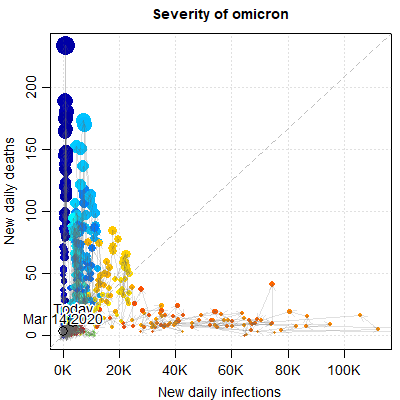 Severity of omicron
New daily deaths
200
150
100
50
0
Today
Mar 14 2020
0K 20K 40K 60K 80K 100K
New daily infections